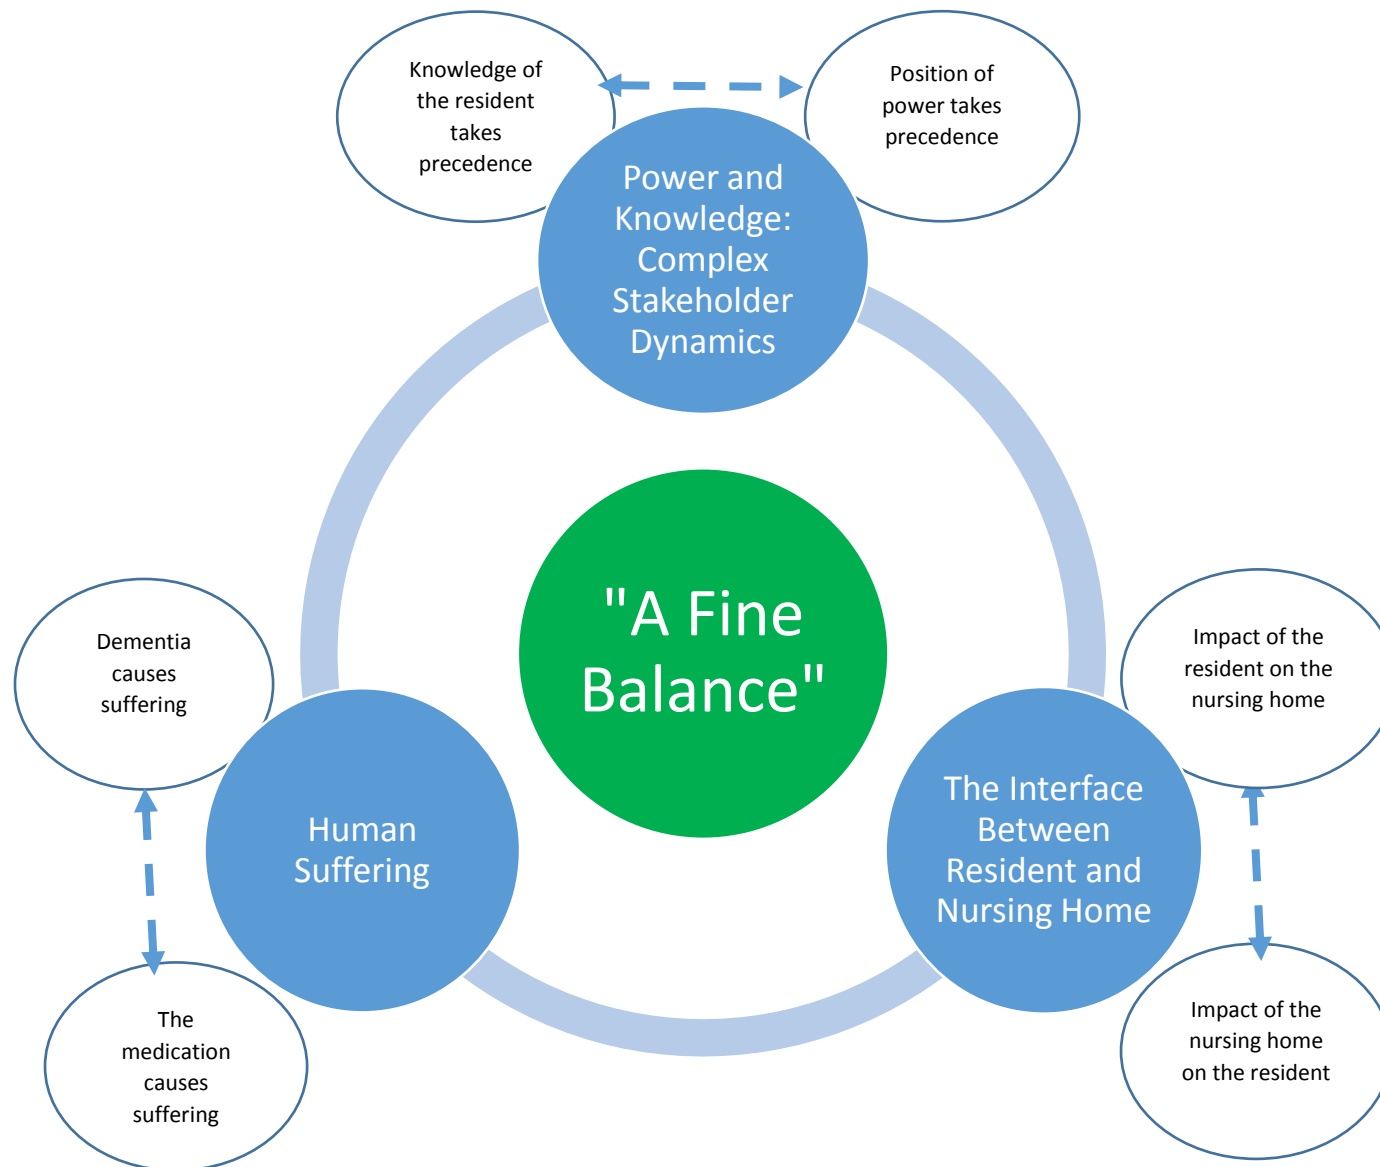 Knowledge of
the resident
takes
precedence
Position of
power takes
precedence
Power and
Knowledge:
Complex
Stakeholder
Dynamics
"A Fine
Balance"
Dementia
causes
suffering
Human
Suffering
The
medication
causes
suffering
Impact of the
resident on the
nursing home
The Interface
Between
Resident and
Nursing Home
Impact of the
nursing home
on the resident